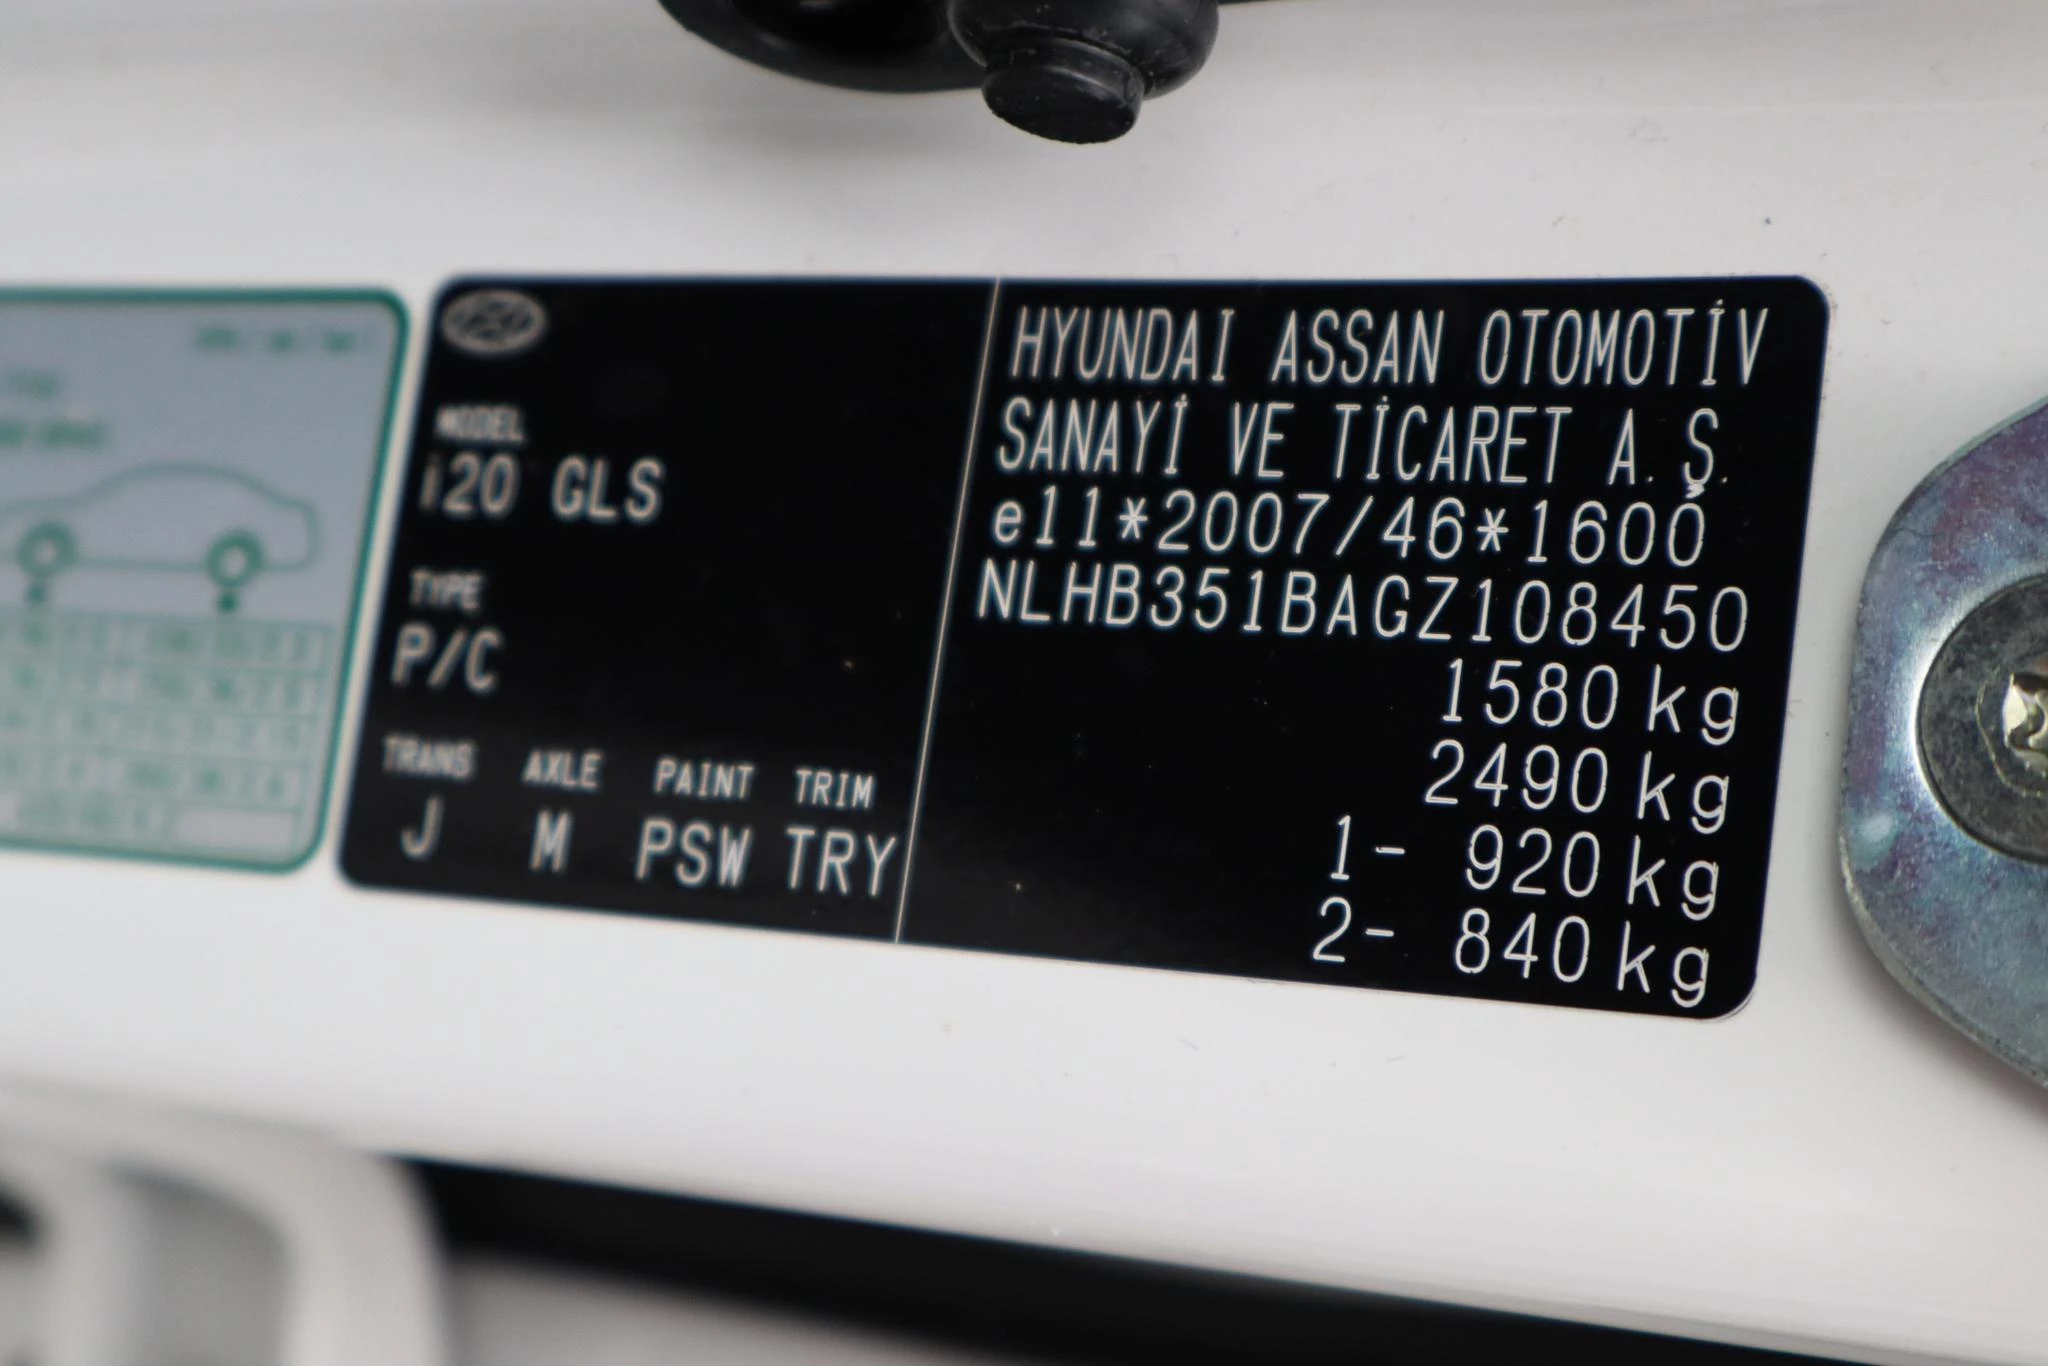 MODEL
i20 GLS
TYPE
P/C
TRANS AXLE PAINT TRIM
J M PSW TRY
HYUNDAI ASSAN OTOMOTİV
SANAYİ VE TİCARET A.Ş.
e11*2007/46*1600
NLHB351BAGZ108450
1580 kg
2490 kg
1- 920 kg
2- 840 kg